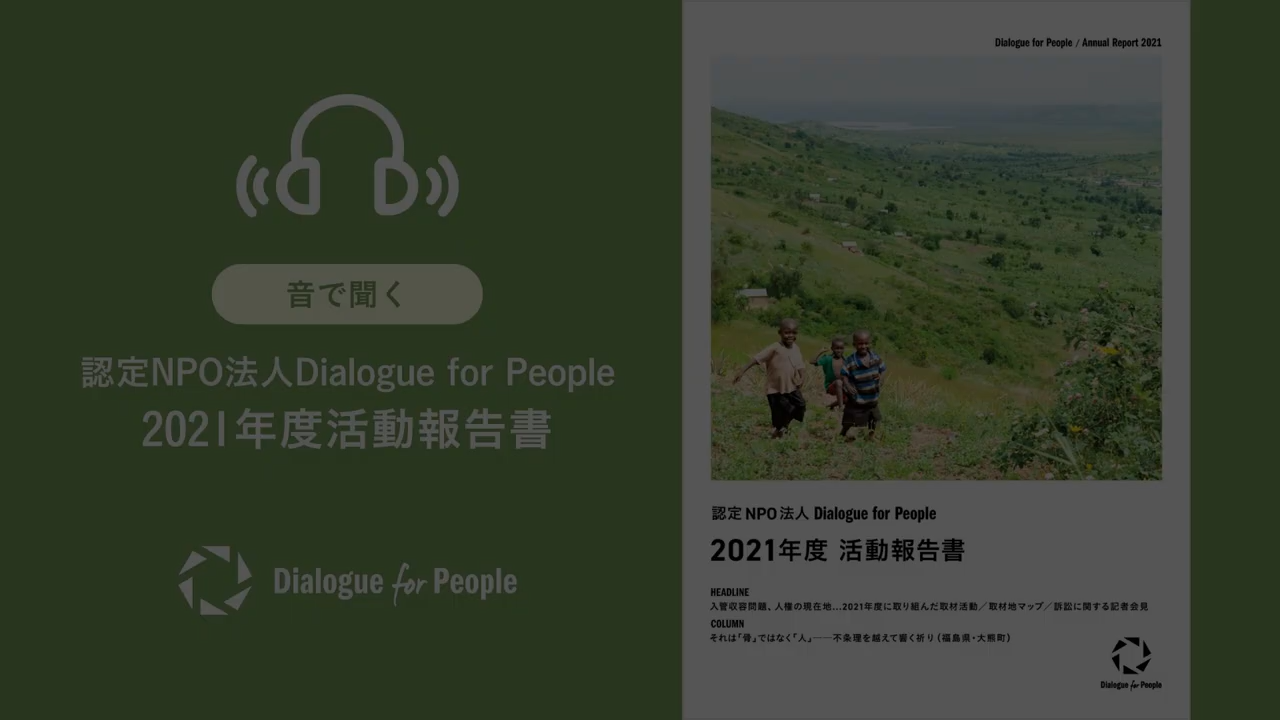 音で聞く
認定NPO法人Dialogue for People
2021年度活動報告書
Dialogue for People
Dialogue for People / Annual Report 2021
認定NPO法人 Dialogue for People
2021年度 活動報告書
HEADLINE
入管収容問題、人権の現在地…2021年度に取り組んだ取材活動／取材地マップ／訴訟に関する記者会見
COLUMN
それは「骨」ではなく「人」──不条理を越えて響く祈り（福島県・大熊町）
Dialogue for People